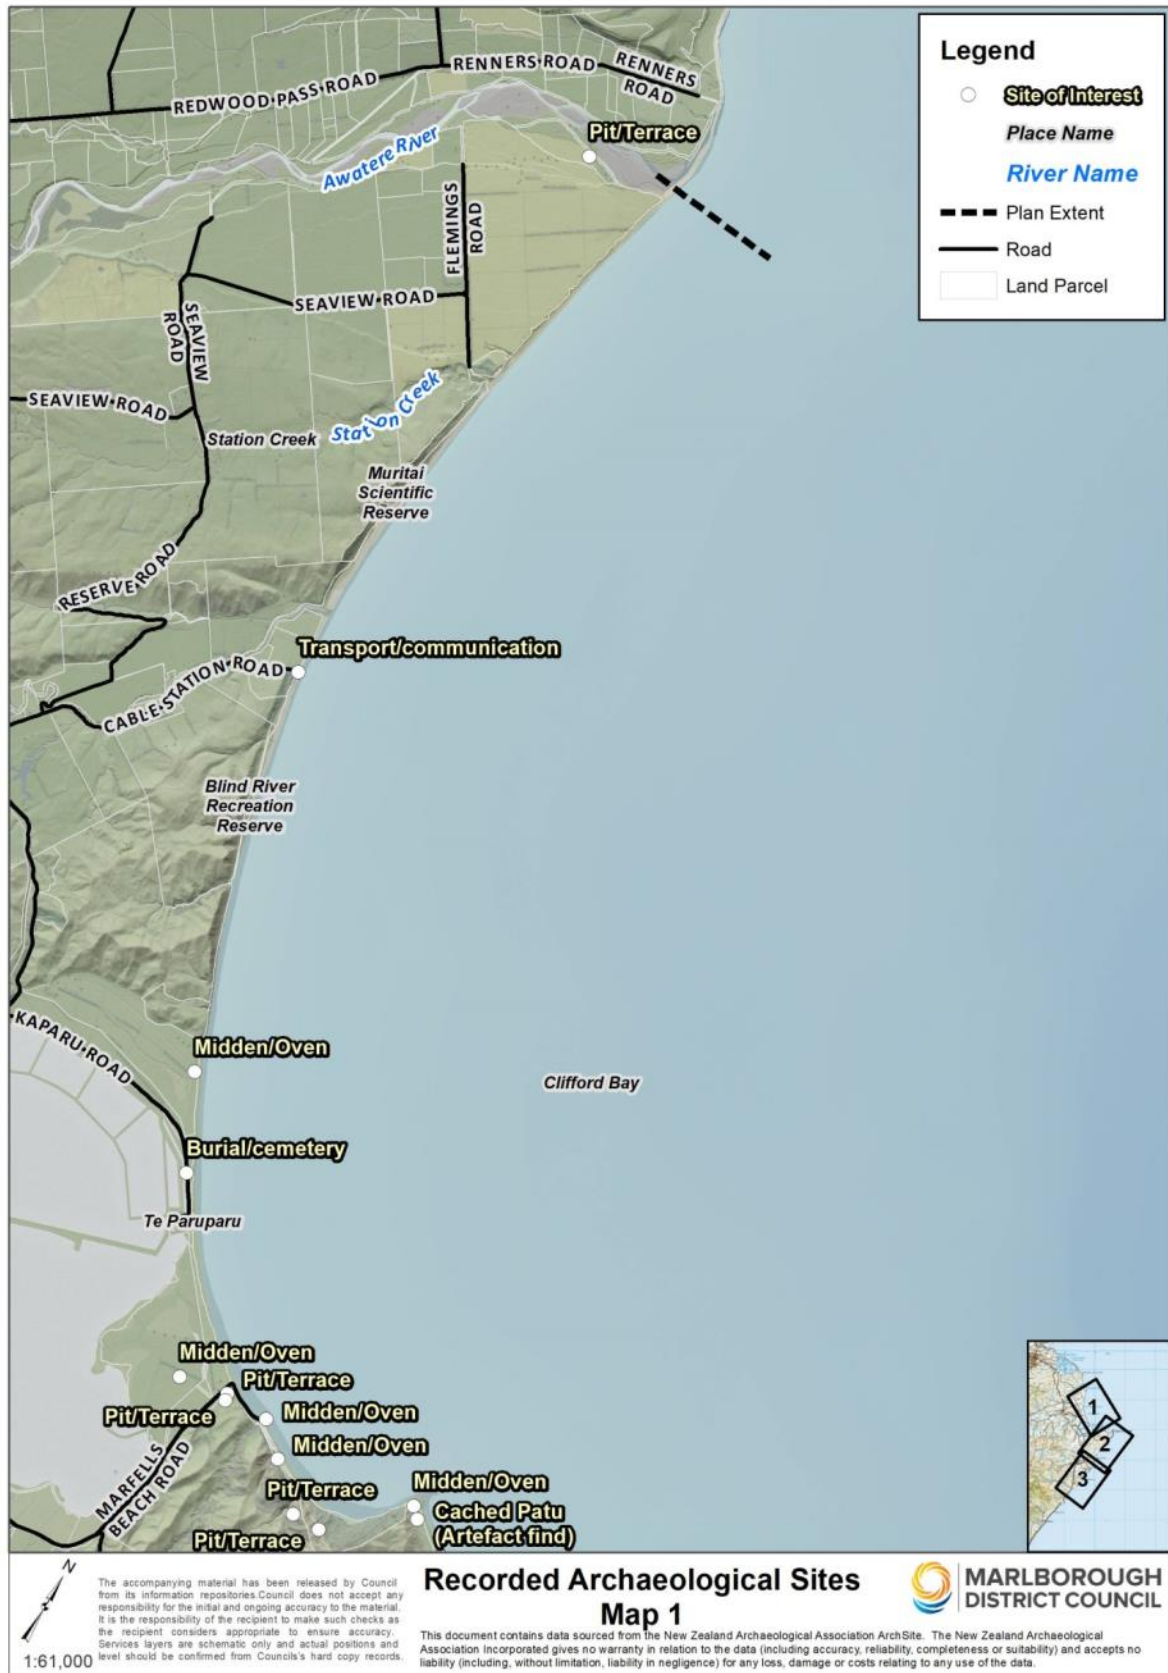 Legend
Site of Interest
Place Name
River Name
Plan Extent
Road
Land Parcel
RENNERS ROAD
RENNERS
ROAD
REDWOOD PASS ROAD
Pit/Terrace
Awatere River
FLEMINGS
ROAD
SEAVIEW ROAD
SEAVIEW
ROAD
SEAVIEW ROAD
Station Creek
Station Creek
Muritai
Scientific
Reserve
RESERVE ROAD
Transport/communication
CABLE STATION ROAD
Blind River
Recreation
Reserve
KAPARU ROAD
Midden/Oven
Clifford Bay
Burial/cemetery
Te Paruparu
Midden/Oven
Pit/Terrace
Pit/Terrace
Midden/Oven
Midden/Oven
MARFELLS
BEACH ROAD
Pit/Terrace
Midden/Oven
Cached Patu
(Artefact find)
Pit/Terrace
1
2
3
N
1:61,000
The accompanying material has been released by Council
from its information repositories.Council does not accept any
responsibility for the initial and ongoing accuracy to the material.
It is the responsibility of the recipient to make such checks as
the recipient considers appropriate to ensure accuracy.
Services layers are schematic only and actual positions and
level should be confirmed from Councils's hard copy records.
Recorded Archaeological Sites
Map 1
This document contains data sourced from the New Zealand Archaeological Association ArchSite. The New Zealand Archaeological
Association Incorporated gives no warranty in relation to the data (including accuracy, reliability, completeness or suitability) and accepts no
liability (including, without limitation, liability in negligence) for any loss, damage or costs relating to any use of the data.
MARLBOROUGH
DISTRICT COUNCIL